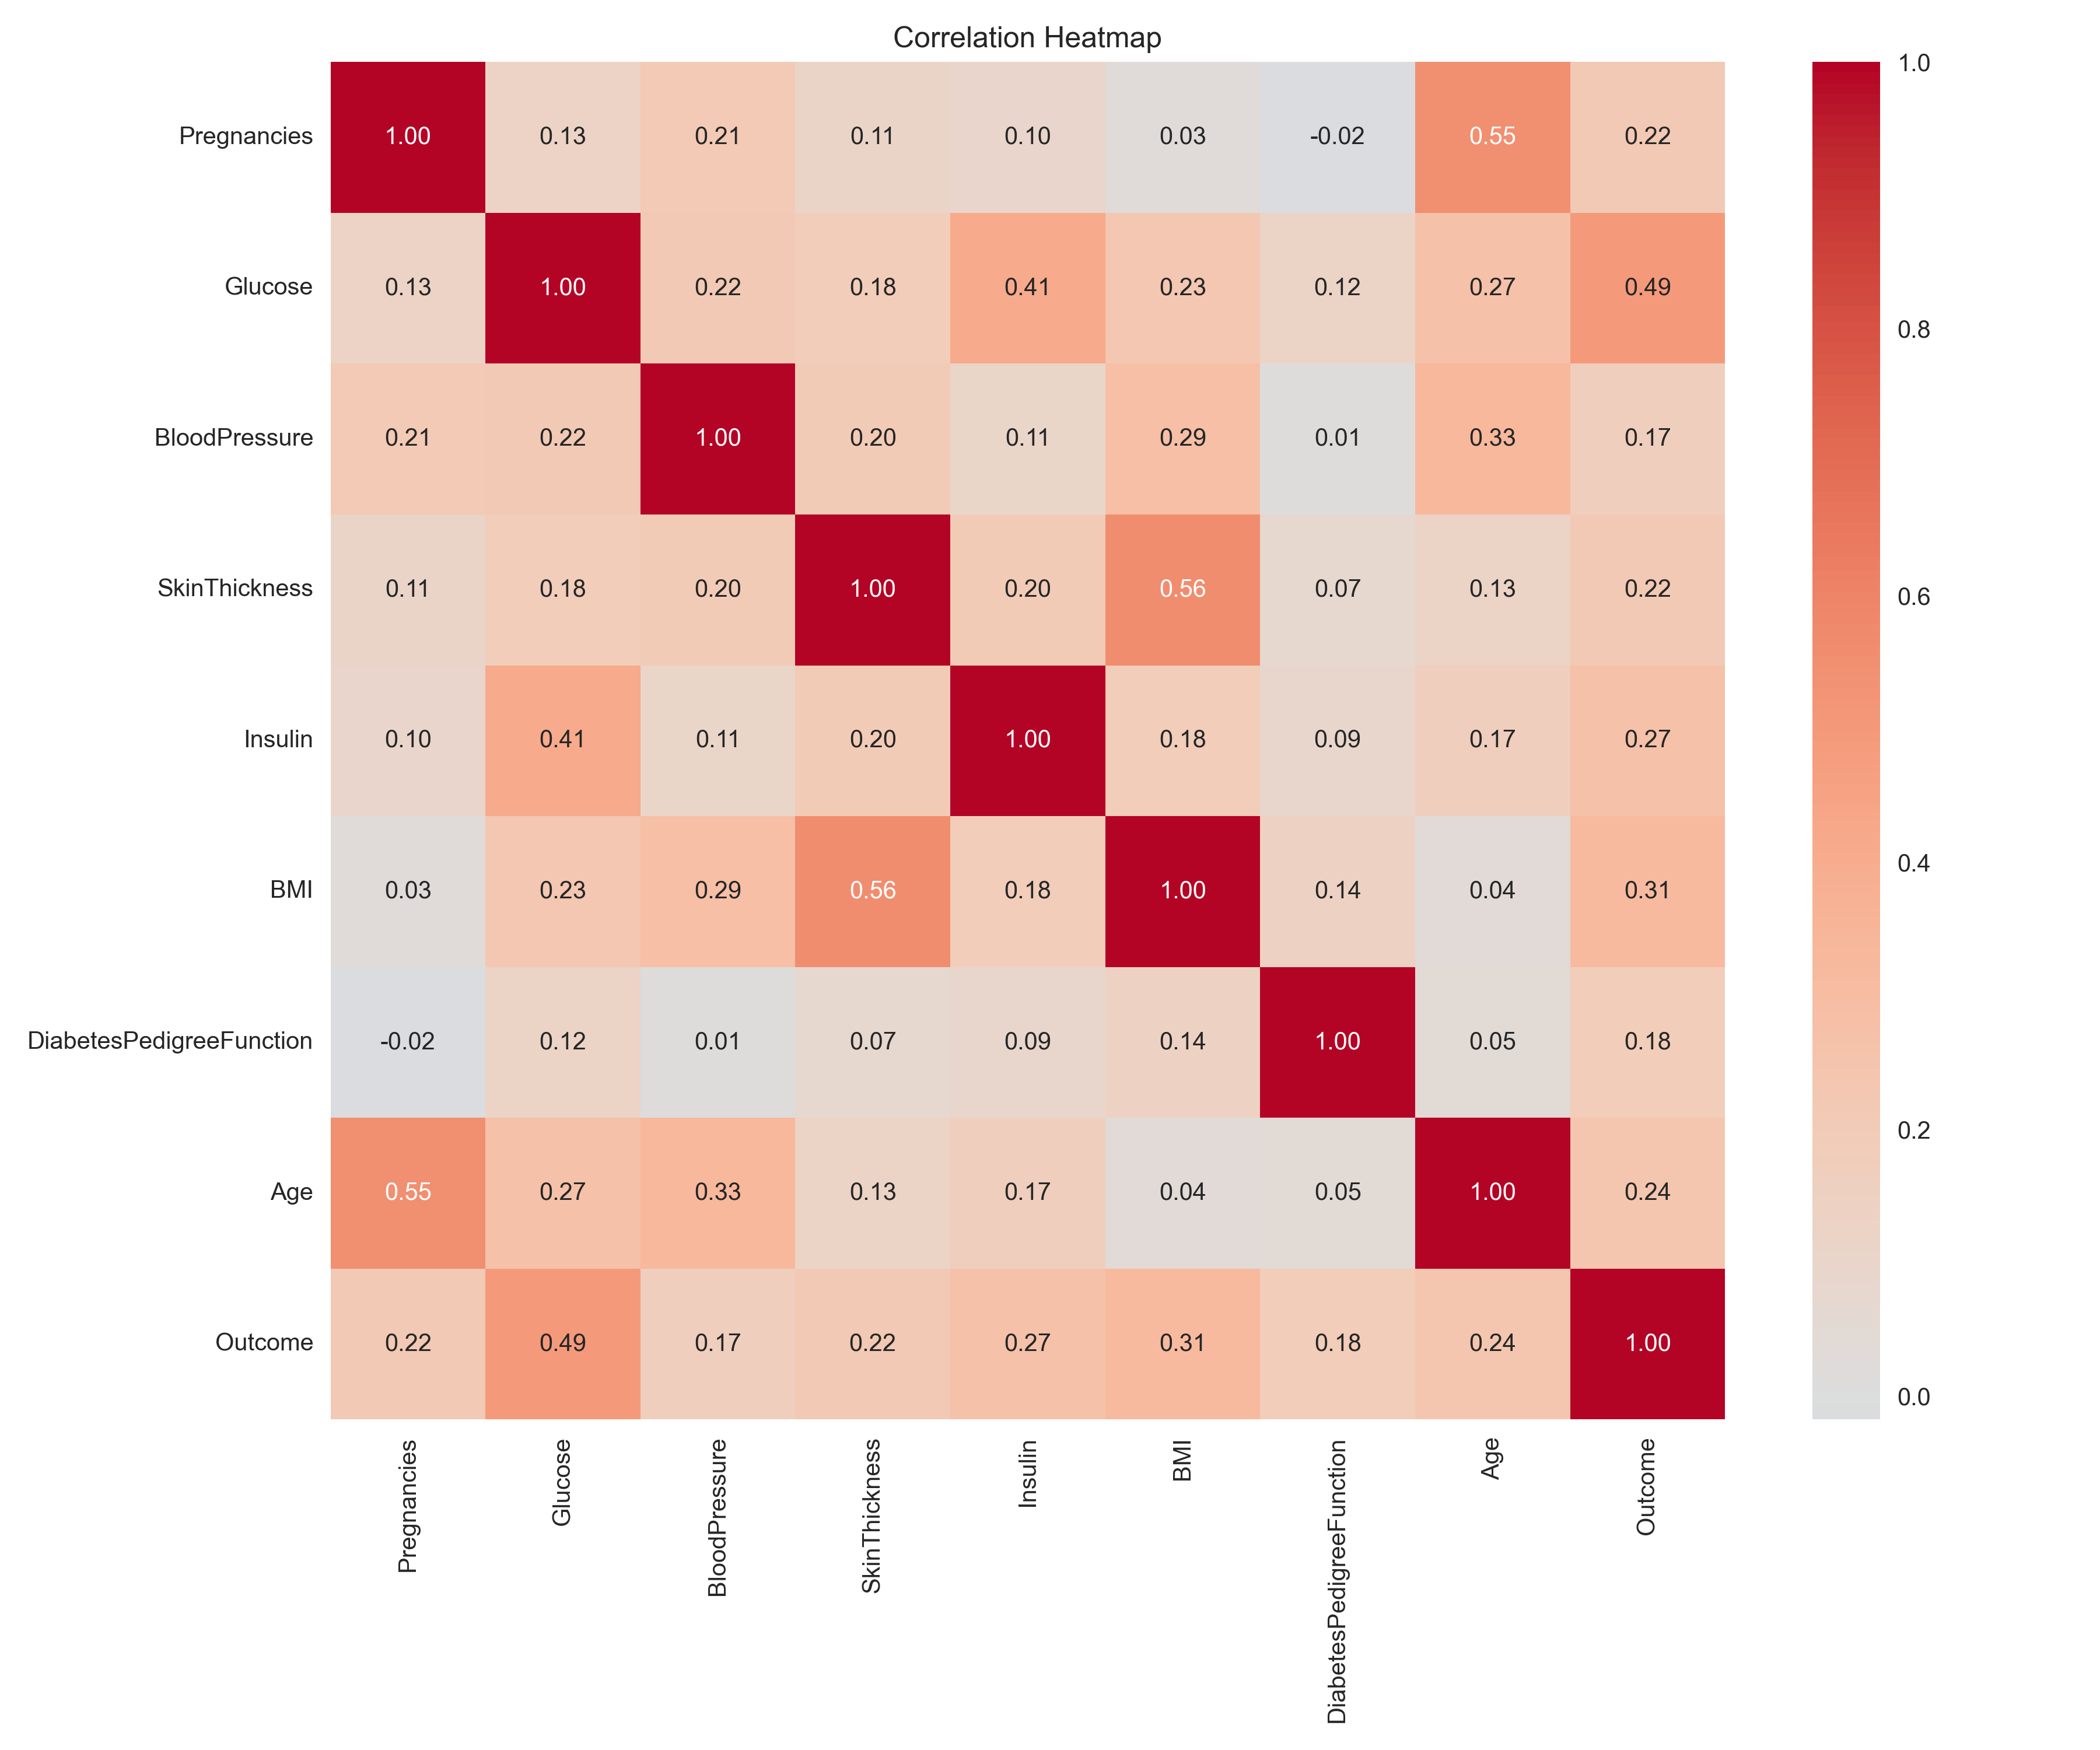 Correlation Heatmap
Pregnancies 1.00 0.13 0.21 0.11 0.10 0.03 -0.02 0.55 0.22
Glucose 0.13 1.00 0.22 0.18 0.41 0.23 0.12 0.27 0.49
BloodPressure 0.21 0.22 1.00 0.20 0.11 0.29 0.01 0.33 0.17
SkinThickness 0.11 0.18 0.20 1.00 0.20 0.56 0.07 0.13 0.22
Insulin 0.10 0.41 0.11 0.20 1.00 0.18 0.09 0.17 0.27
BMI 0.03 0.23 0.29 0.56 0.18 1.00 0.14 0.04 0.31
DiabetesPedigreeFunction -0.02 0.12 0.01 0.07 0.09 0.14 1.00 0.05 0.18
Age 0.55 0.27 0.33 0.13 0.17 0.04 0.05 1.00 0.24
Outcome 0.22 0.49 0.17 0.22 0.27 0.31 0.18 0.24 1.00
Pregnancies
Glucose
BloodPressure
SkinThickness
Insulin
BMI
DiabetesPedigreeFunction
Age
Outcome
1.0
0.8
0.6
0.4
0.2
0.0